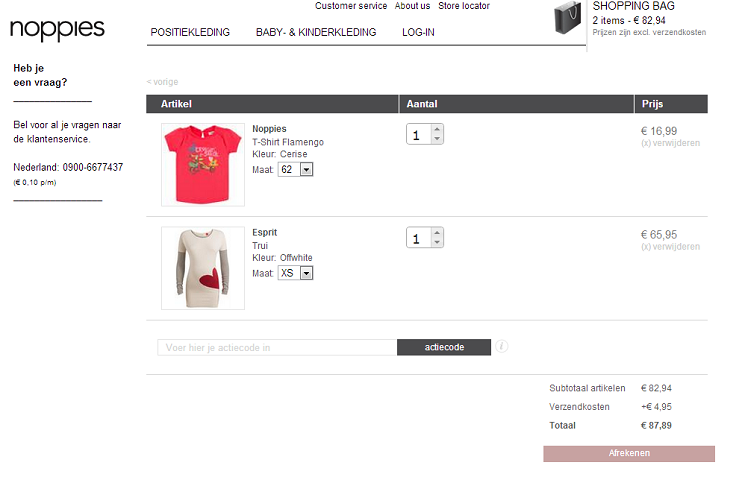 Customer service About us Store locator
SHOPPING BAG
2 items - € 82,94
Prijzen zijn excl. verzendkosten
noppies
POSITIEKLEDING BABY- & KINDERKLEDING LOG-IN
Heb je
een vraag?
Bel voor al je vragen naar
de klantenservice.
Nederland: 0900-6677437
(€ 0,10 p/m)
< vorige
Artikel Aantal Prijs
Noppies
T-Shirt Flamengo
Kleur: Cerise
Maat: 62
1
€ 16,99
(x) verwijderen
Esprit
Trui
Kleur: Offwhite
Maat: XS
1
€ 65,95
(x) verwijderen
Voer hier je actiecode in actiecode i
Subtotaal artikelen € 82,94
Verzendkosten +€ 4,95
Totaal € 87,89
Afrekenen